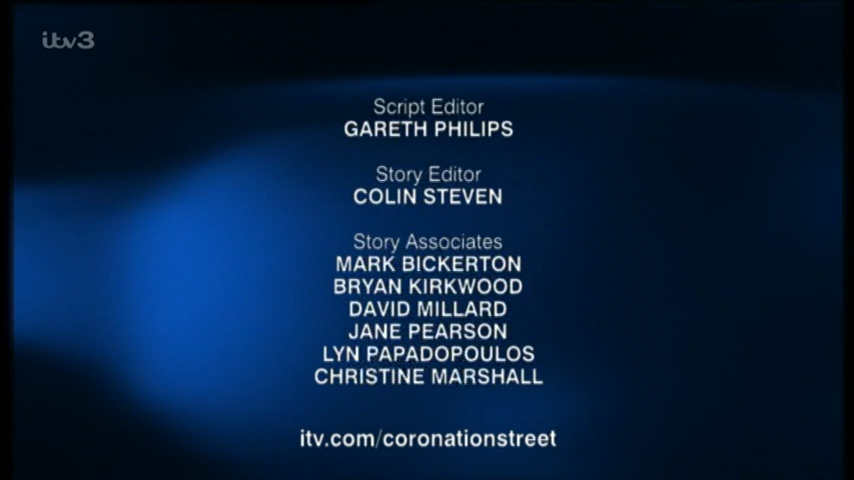 itv3
Script Editor
GARETH PHILIPS
Story Editor
COLIN STEVEN
Story Associates
MARK BICKERTON
BRYAN KIRKWOOD
DAVID MILLARD
JANE PEARSON
LYN PAPADOPOULOS
CHRISTINE MARSHALL
itv.com/coronationstreet